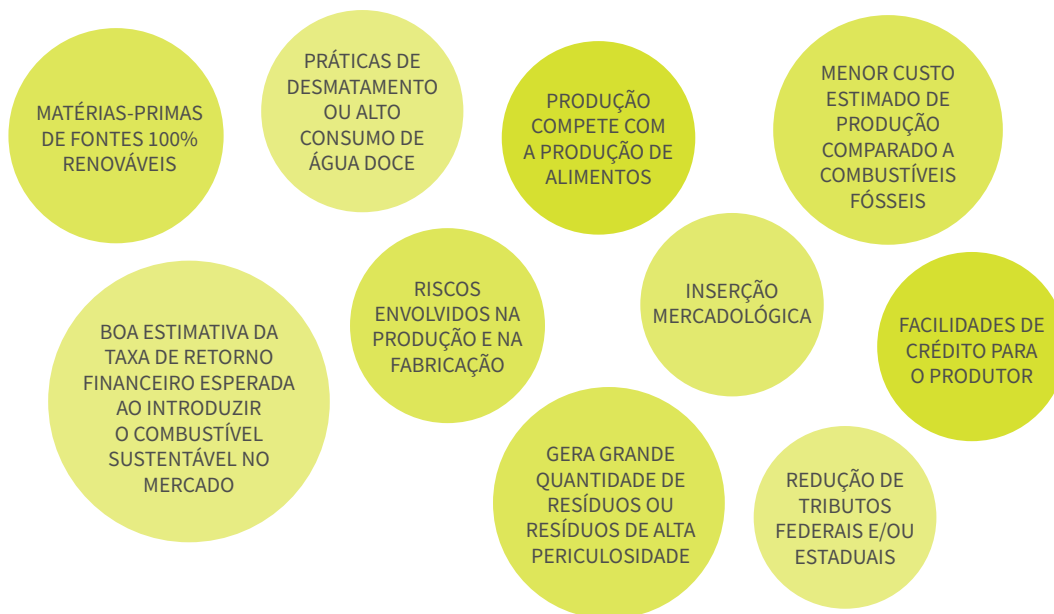 MATÉRIAS-PRIMAS
DE FONTES 100%
RENOVÁVEIS
PRÁTICAS DE
DESMATAMENTO
OU ALTO
CONSUMO DE
ÁGUA DOCE
PRODUÇÃO
COMPETE COM
A PRODUÇÃO DE
ALIMENTOS
MENOR CUSTO
ESTIMADO DE
PRODUÇÃO
COMPARADO A
COMBUSTÍVEIS
FÓSSEIS
BOA ESTIMATIVA DA
TAXA DE RETORNO
FINANCEIRO ESPERADA
AO INTRODUZIR
O COMBUSTÍVEL
SUSTENTÁVEL NO
MERCADO
RISCOS
ENVOLVIDOS NA
PRODUÇÃO E NA
FABRICAÇÃO
INSERÇÃO
MERCADOLÓGICA
FACILIDADES DE
CRÉDITO PARA
O PRODUTOR
GERA GRANDE
QUANTIDADE DE
RESÍDUOS OU
RESÍDUOS DE ALTA
PERICULOSIDADE
REDUÇÃO DE
TRIBUTOS
FEDERAIS E/OU
ESTADUAIS